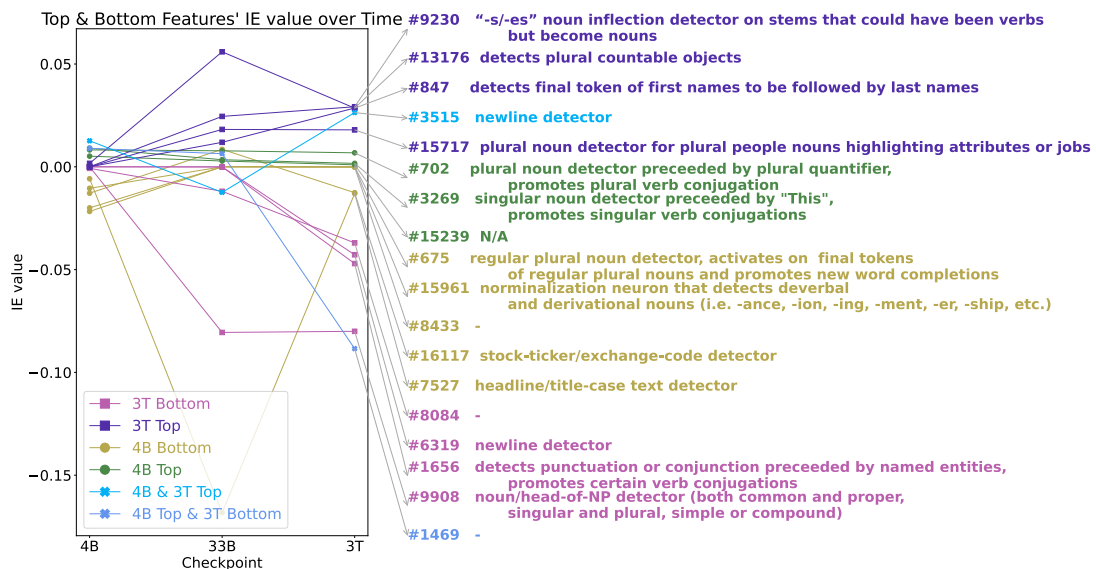 Top & Bottom Features' IE value over Time
0.05
0.00
−0.05
−0.10
−0.15
IE value
4B
33B
3T
Checkpoint
3T Bottom
3T Top
4B Bottom
4B Top
4B & 3T Top
4B Top & 3T Bottom
#9230 “-s/-es” noun inflection detector on stems that could have been verbs
but become nouns
#13176 detects plural countable objects
#847 detects final token of first names to be followed by last names
#3515 newline detector
#15717 plural noun detector for plural people nouns highlighting attributes or jobs
#702 plural noun detector preceeded by plural quantifier,
promotes plural verb conjugation
#3269 singular noun detector preceeded by "This",
promotes singular verb conjugations
#15239 N/A
#675 regular plural noun detector, activates on final tokens
of regular plural nouns and promotes new word completions
#15961 norminalization neuron that detects deverbal
and derivational nouns (i.e. -ance, -ion, -ing, -ment, -er, -ship, etc.)
#8433 -
#16117 stock-ticker/exchange-code detector
#7527 headline/title-case text detector
#8084 -
#6319 newline detector
#1656 detects punctuation or conjunction preceeded by named entities,
promotes certain verb conjugations
#9908 noun/head-of-NP detector (both common and proper,
singular and plural, simple or compound)
#1469 -